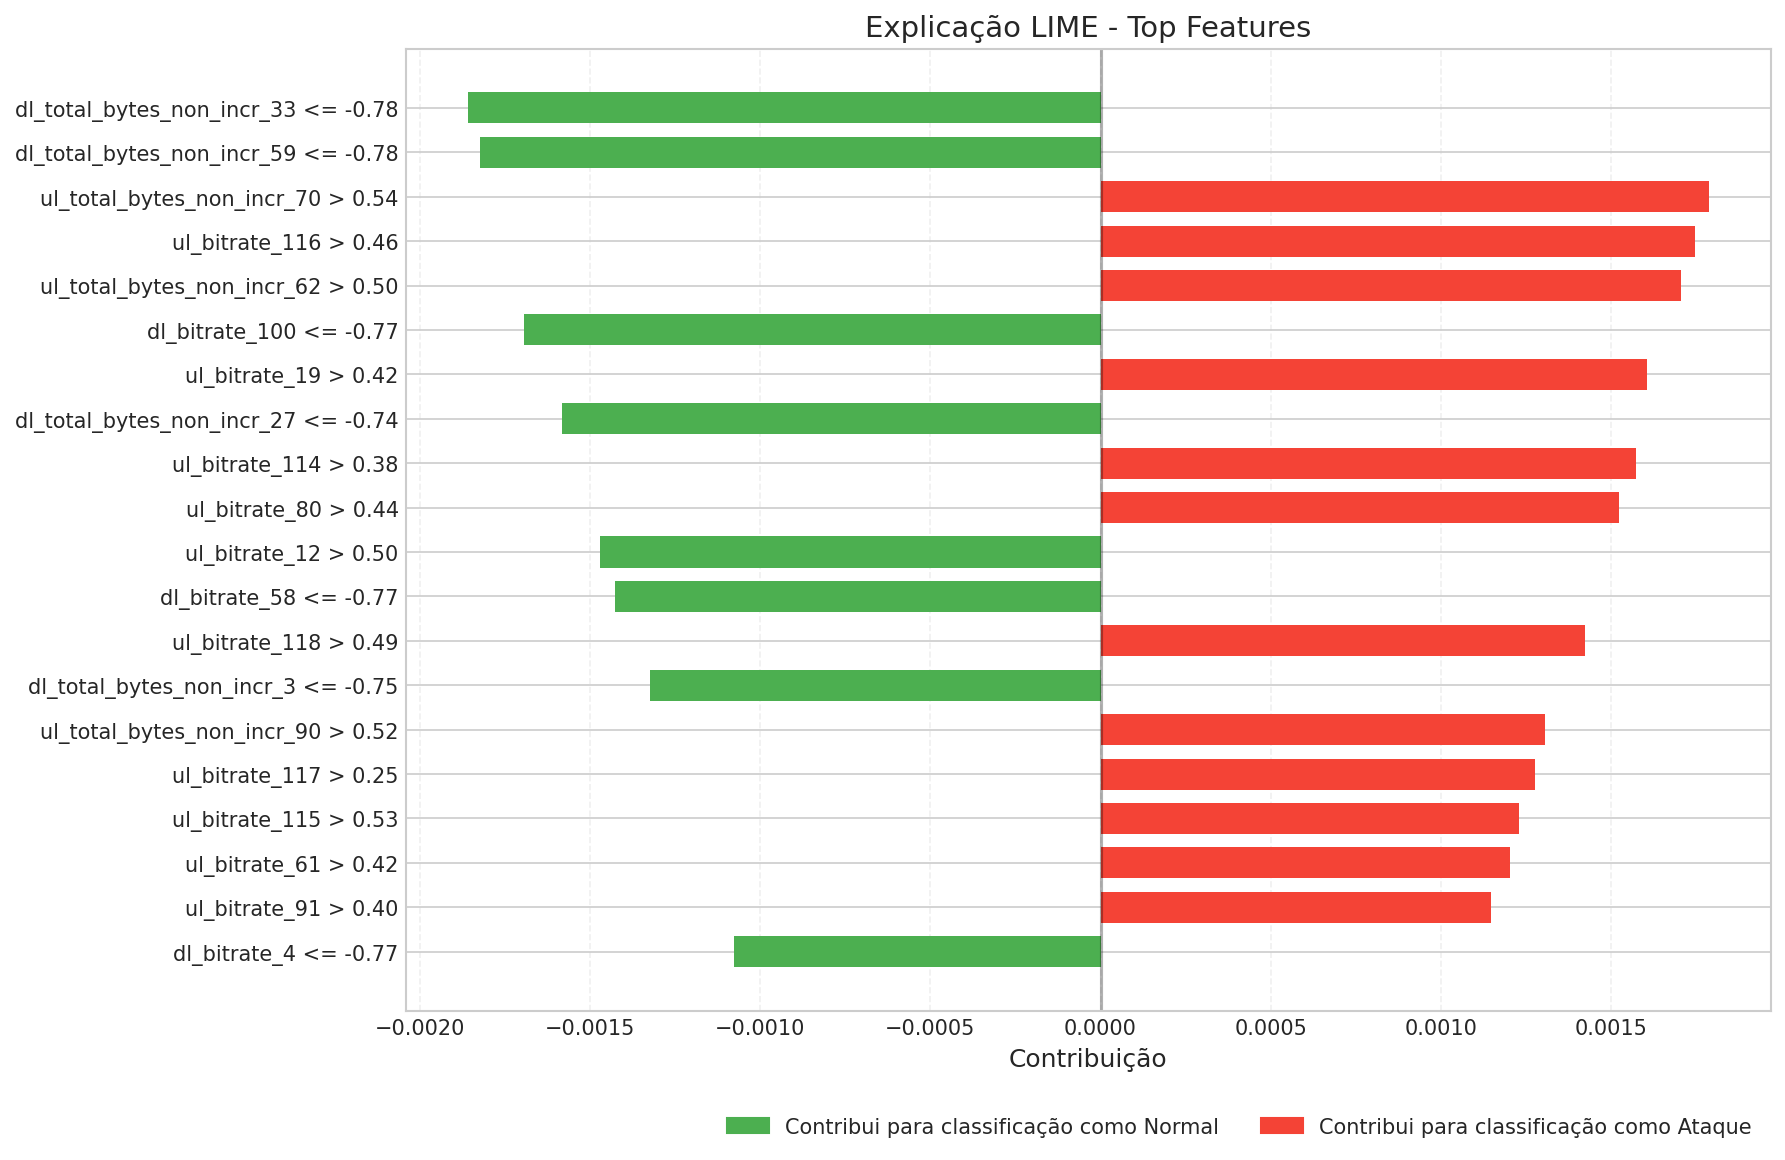 Explicação LIME - Top Features
dl_total_bytes_non_incr_33 <= -0.78
dl_total_bytes_non_incr_59 <= -0.78
ul_total_bytes_non_incr_70 > 0.54
ul_bitrate_116 > 0.46
ul_total_bytes_non_incr_62 > 0.50
dl_bitrate_100 <= -0.77
ul_bitrate_19 > 0.42
dl_total_bytes_non_incr_27 <= -0.74
ul_bitrate_114 > 0.38
ul_bitrate_80 > 0.44
ul_bitrate_12 > 0.50
dl_bitrate_58 <= -0.77
ul_bitrate_118 > 0.49
dl_total_bytes_non_incr_3 <= -0.75
ul_total_bytes_non_incr_90 > 0.52
ul_bitrate_117 > 0.25
ul_bitrate_115 > 0.53
ul_bitrate_61 > 0.42
ul_bitrate_91 > 0.40
dl_bitrate_4 <= -0.77
−0.0020 −0.0015 −0.0010 −0.0005 0.0000 0.0005 0.0010 0.0015
Contribuição
Contribui para classificação como Normal Contribui para classificação como Ataque